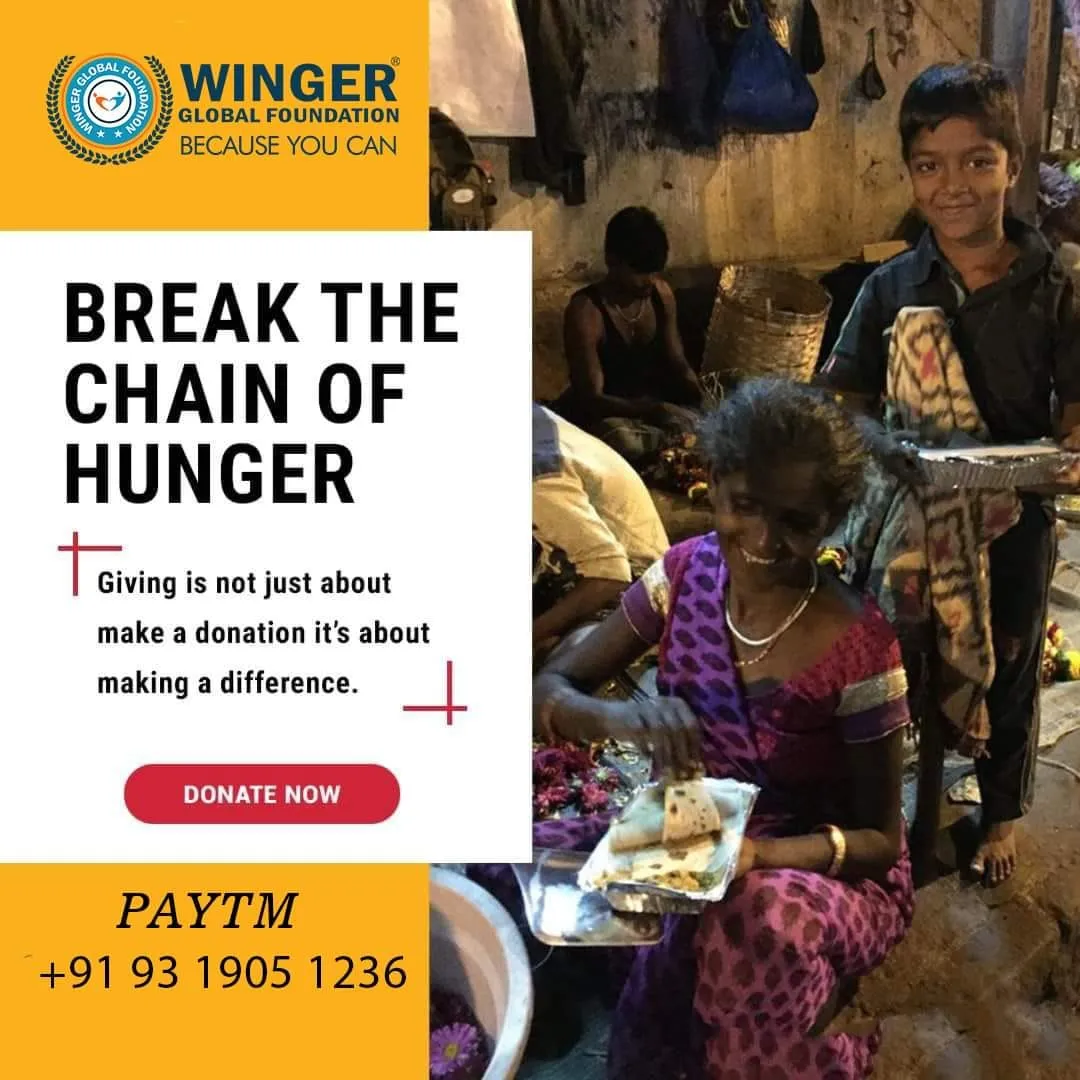 WINGER GLOBAL FOUNDATION
WINGER®
GLOBAL FOUNDATION
BECAUSE YOU CAN
BREAK THE
CHAIN OF
HUNGER
Giving is not just about
make a donation it's about
making a difference.
DONATE NOW
PAYTM
+91 93 1905 1236